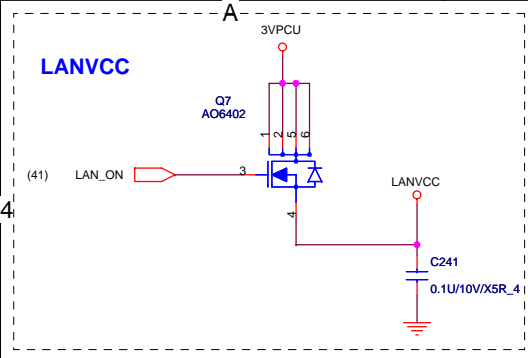 A
3VPCU
LANVCC
Q7
AO6402
1
2
5
6
(41)
LAN_ON
3
LANVCC
4
4
C241
0.1U/10V/X5R_4